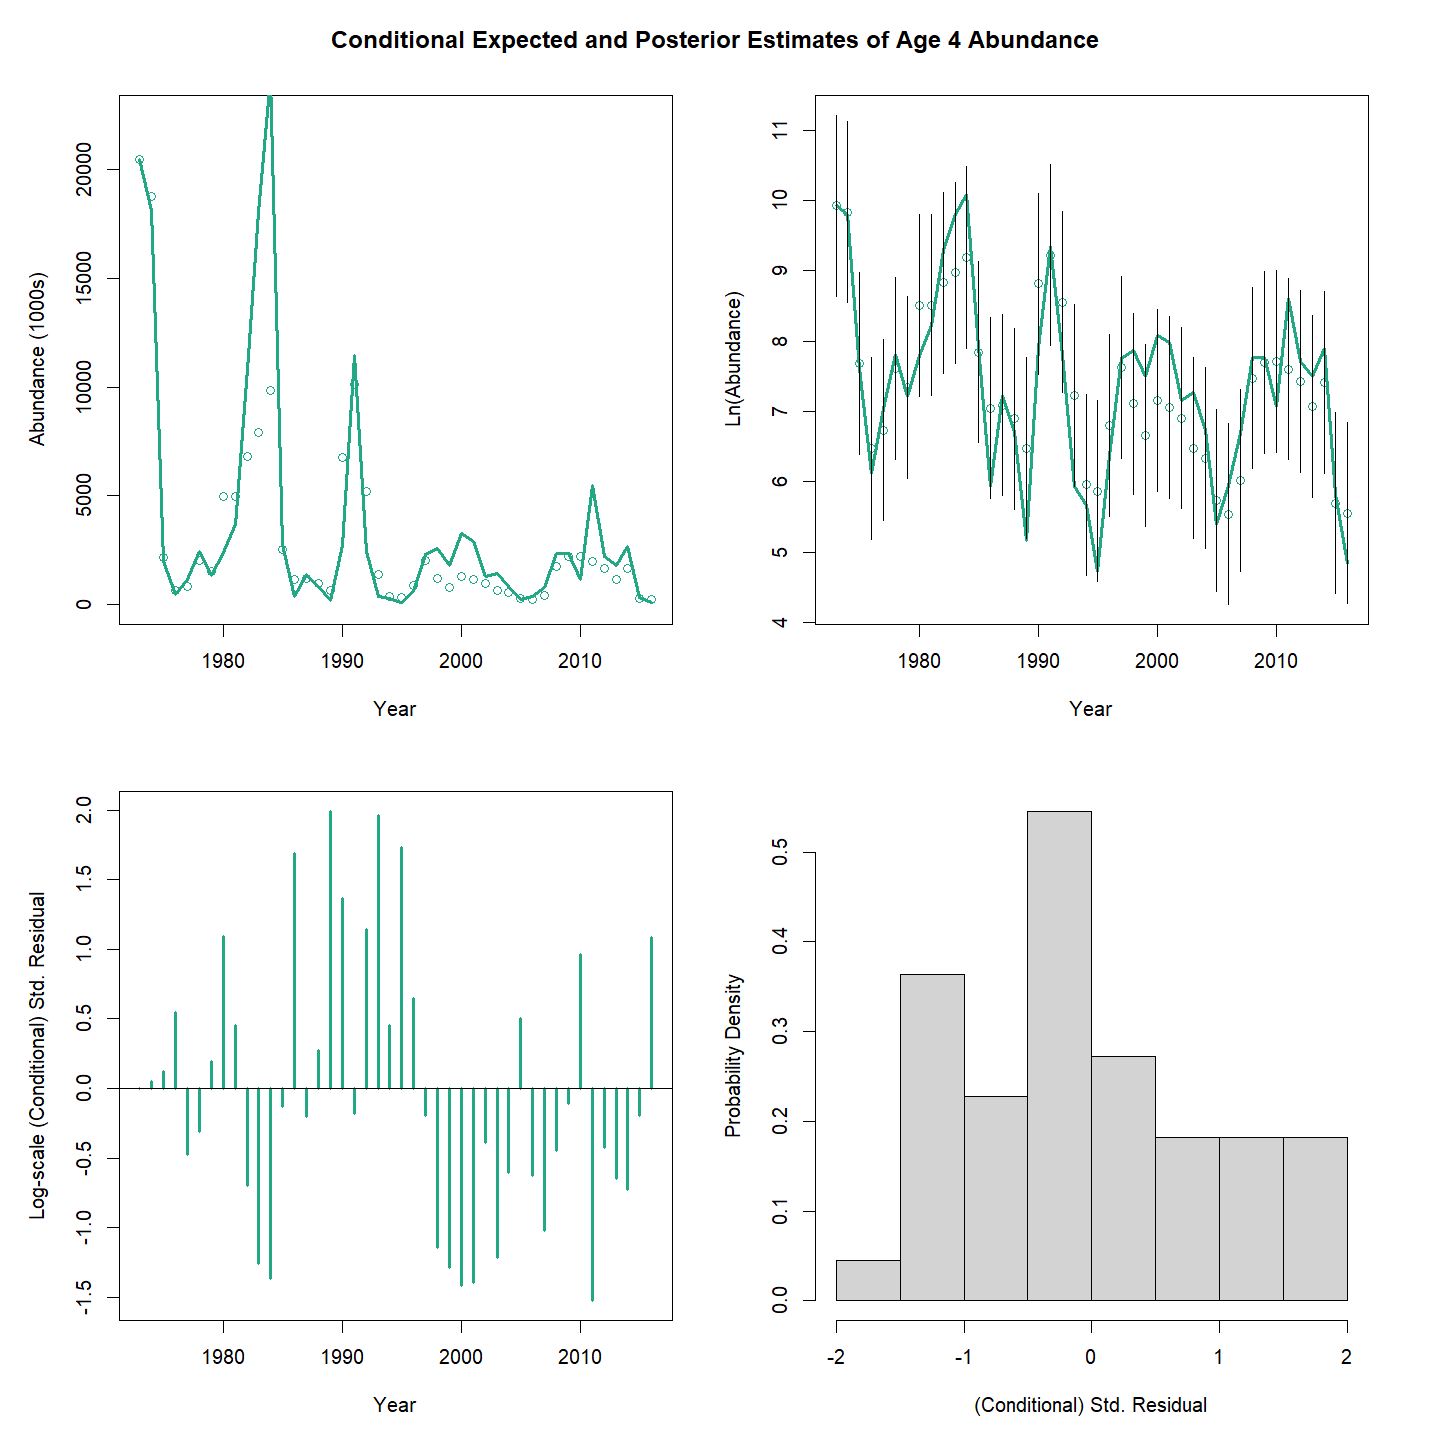 Conditional Expected and Posterior Estimates of Age 4 Abundance
Abundance (1000s)
0 5000 10000 15000 20000
1980 1990 2000 2010
Year
Ln(Abundance)
4 5 6 7 8 9 10 11
1980 1990 2000 2010
Year
Log-scale (Conditional) Std. Residual
-1.5 -1.0 -0.5 0.0 0.5 1.0 1.5 2.0
1980 1990 2000 2010
Year
Probability Density
0.0 0.1 0.2 0.3 0.4 0.5
-2 -1 0 1 2
(Conditional) Std. Residual